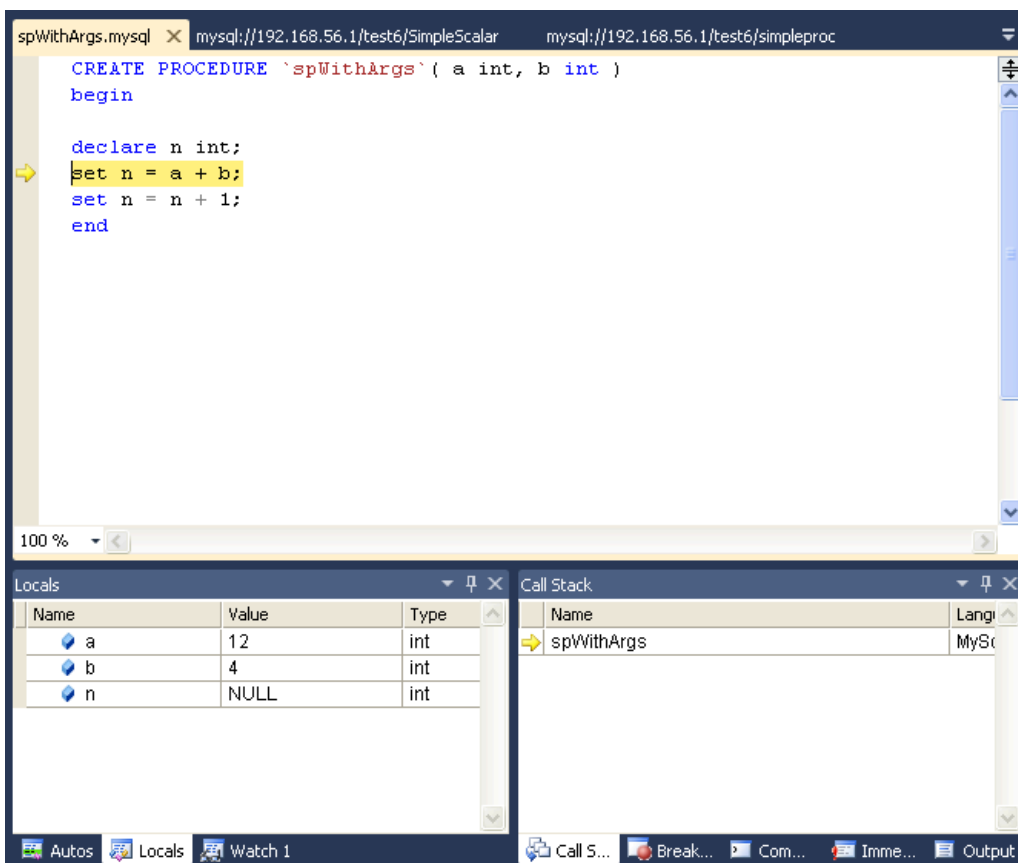 spWithArgs.mysql mysql://192.168.56.1/test6/SimpleScalar mysql://192.168.56.1/test6/simpleproc
CREATE PROCEDURE `spWithArgs`( a int, b int )
begin
declare n int;
set n = a + b;
set n = n + 1;
end
100 %
Locals
Name Value Type
a 12 int
b 4 int
n NULL int
Autos Locals Watch 1
Call Stack
Name Langu
spWithArgs MySQ
Call S... Break... Com... Imme... Output